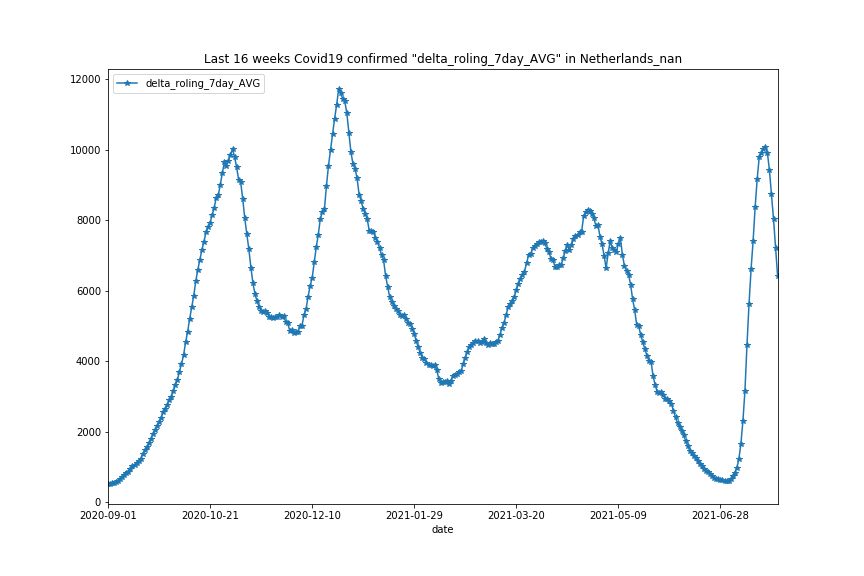 Last 16 weeks Covid19 confirmed "delta_roling_7day_AVG" in Netherlands_nan
delta_roling_7day_AVG
12000
10000
8000
6000
4000
2000
0
2020-09-01 2020-10-21 2020-12-10 2021-01-29 2021-03-20 2021-05-09 2021-06-28
date